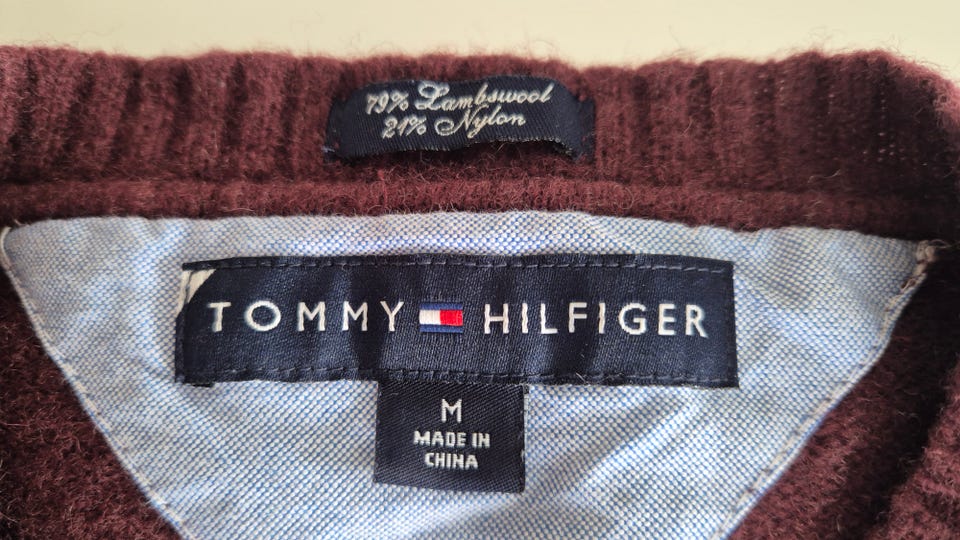 79% Lambswool
21% Nylon
TOMMY HILFIGER
M
MADE IN
CHINA